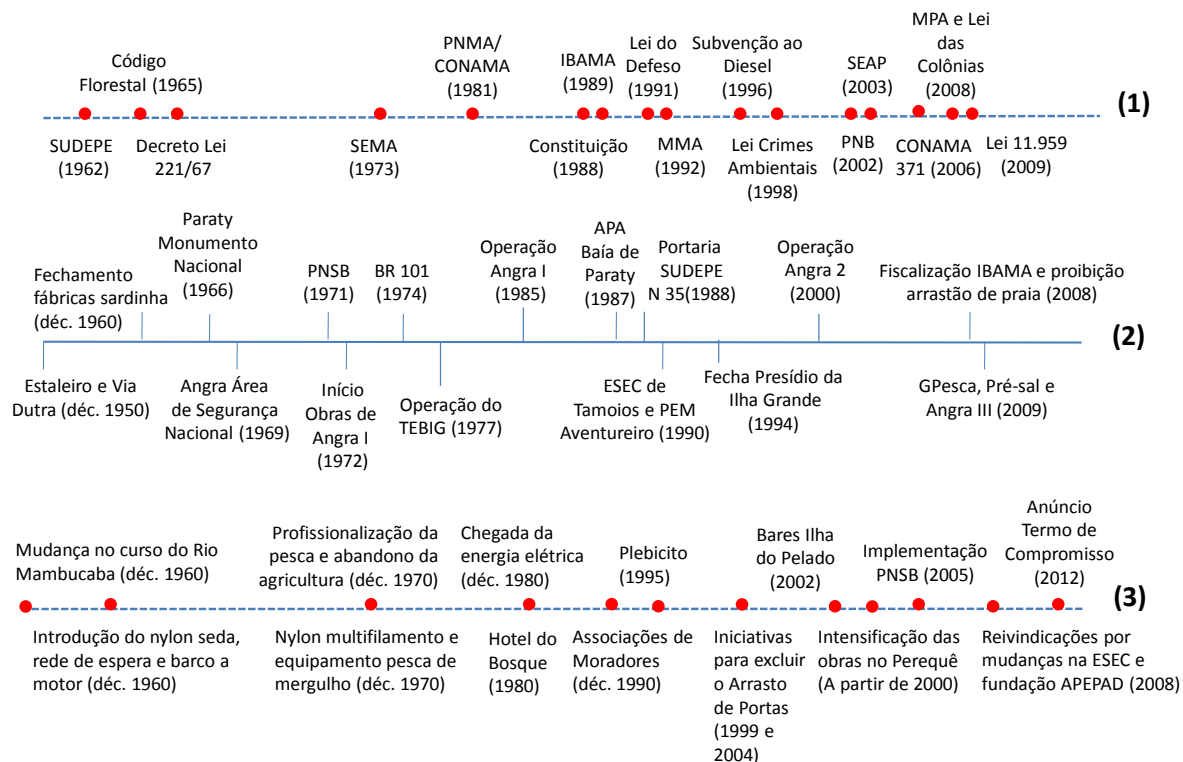 Código
Florestal (1965)
PNMA/
CONAMA
(1981)
IBAMA
(1989)
Lei do
Defeso
(1991)
Subvenção ao
Diesel
(1996)
SEAP
(2003)
MPA e Lei
das
Colônias
(2008)
(1)
SUDEPE
(1962)
Decreto Lei
221/67
SEMA
(1973)
Constituição
(1988)
MMA
(1992)
Lei Crimes
Ambientais
(1998)
PNB
(2002)
CONAMA
371 (2006)
Lei 11.959
(2009)
Fechamento
fábricas sardinha
(déc. 1960)
Paraty
Monumento
Nacional
(1966)
PNSB
(1971)
BR 101
(1974)
Operação
Angra I
(1985)
APA
Baía de
Paraty
(1987)
Portaria
SUDEPE
N 35(1988)
Operação
Angra 2
(2000)
Fiscalização IBAMA e proibição
arrastão de praia (2008)
(2)
Estaleiro e Via
Dutra (déc. 1950)
Angra Área
de Segurança
Nacional (1969)
Início
Obras de
Angra I
(1972)
Operação do
TEBIG (1977)
ESEC de
Tamoios e PEM
Aventureiro (1990)
Fecha Presídio da
Ilha Grande
(1994)
GPesca, Pré-sal e
Angra III (2009)
Mudança no curso do Rio
Mambucaba (déc. 1960)
Profissionalização da
pesca e abandono da
agricultura (déc. 1970)
Chegada da
energia elétrica
(déc. 1980)
Plebicito
(1995)
Bares Ilha
do Pelado
(2002)
Implementação
PNSB (2005)
Anúncio
Termo de
Compromisso
(2012)
(3)
Introdução do nylon seda,
rede de espera e barco a
motor (déc. 1960)
Nylon multifilamento e
equipamento pesca de
mergulho (déc. 1970)
Hotel do
Bosque
(1980)
Associações de
Moradores
(déc. 1990)
Iniciativas
para excluir
o Arrasto
de Portas
(1999 e
2004)
Intensificação das
obras no Perequê
(A partir de 2000)
Reivindicações por
mudanças na ESEC e
fundação APEPAD (2008)